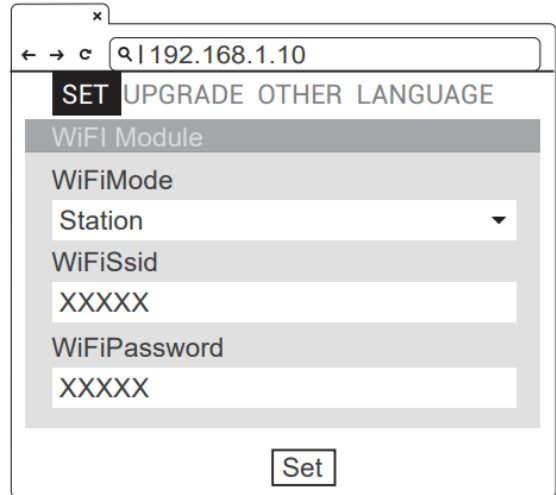 192.168.1.10
SET UPGRADE OTHER LANGUAGE
WiFI Module
WiFiMode
Station
WiFiSsid
XXXXX
WiFiPassword
XXXXX
Set